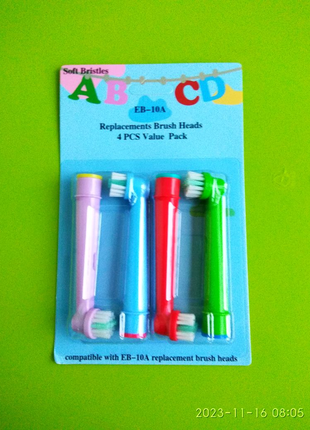 Soft Bristles
AB CD
EB-10A
Replacements Brush Heads
4 PCS Value Pack
compatible with EB-10A replacement brush heads
2023-11-16 08:05